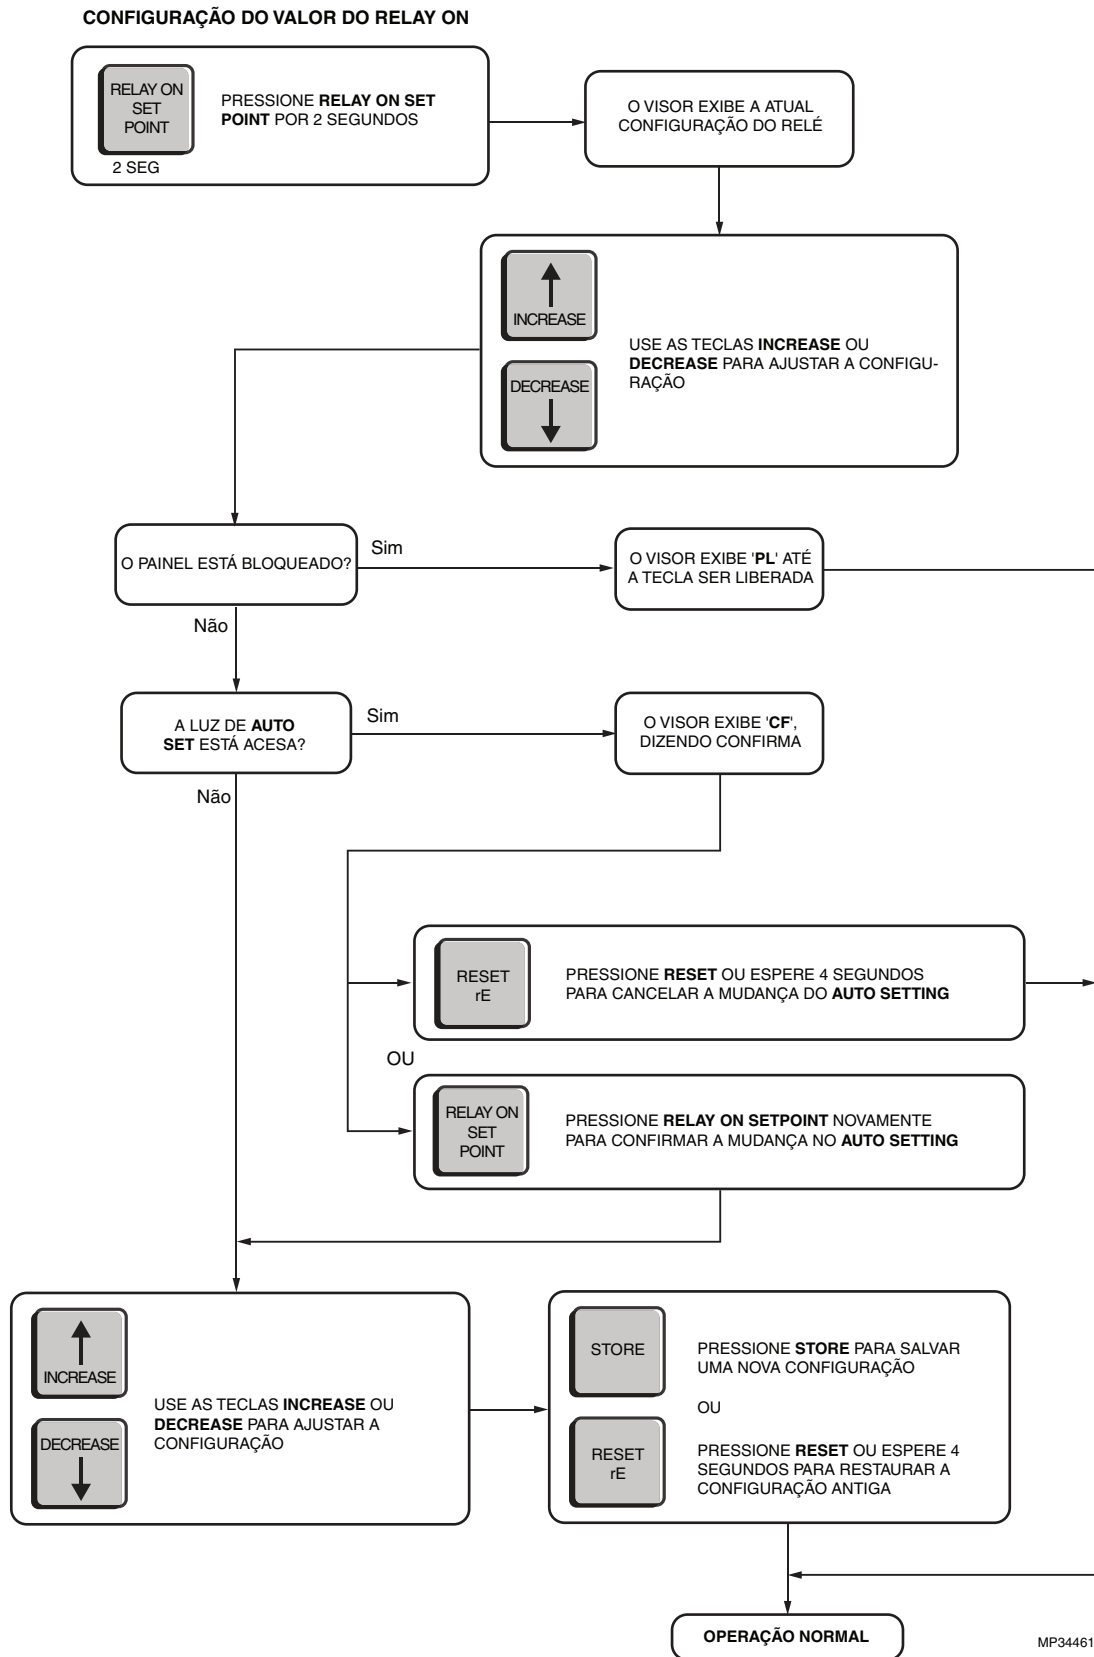 CONFIGURAÇÃO DO VALOR DO RELAY ON
RELAY ON
SET
POINT
2 SEG
PRESSIONE RELAY ON SET
POINT POR 2 SEGUNDOS
O VISOR EXIBE A ATUAL
CONFIGURAÇÃO DO RELÉ
INCREASE
DECREASE
USE AS TECLAS INCREASE OU
DECREASE PARA AJUSTAR A CONFIGU-
RAÇÃO
O PAINEL ESTÁ BLOQUEADO?
Sim
O VISOR EXIBE 'PL' ATÉ
A TECLA SER LIBERADA
Não
A LUZ DE AUTO
SET ESTÁ ACESA?
Sim
O VISOR EXIBE 'CF',
DIZENDO CONFIRMA
Não
RESET
rE
PRESSIONE RESET OU ESPERE 4 SEGUNDOS
PARA CANCELAR A MUDANÇA DO AUTO SETTING
OU
RELAY ON
SET
POINT
PRESSIONE RELAY ON SETPOINT NOVAMENTE
PARA CONFIRMAR A MUDANÇA NO AUTO SETTING
INCREASE
DECREASE
USE AS TECLAS INCREASE OU
DECREASE PARA AJUSTAR A
CONFIGURAÇÃO
STORE
PRESSIONE STORE PARA SALVAR
UMA NOVA CONFIGURAÇÃO
OU
RESET
rE
PRESSIONE RESET OU ESPERE 4
SEGUNDOS PARA RESTAURAR A
CONFIGURAÇÃO ANTIGA
OPERAÇÃO NORMAL
MP34461